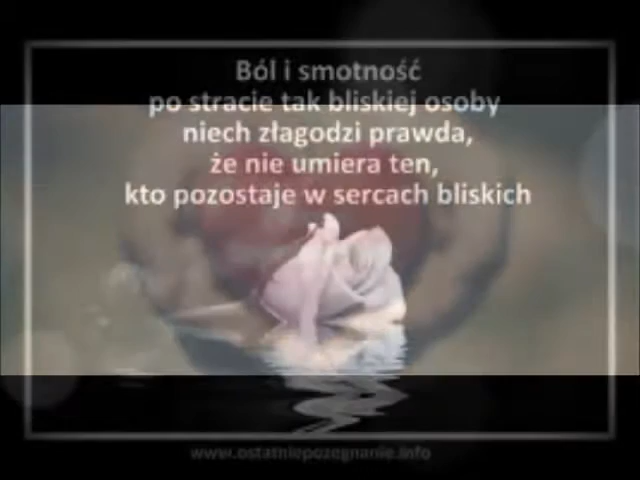 Ból i smotność
po stracie tak bliskiej osoby
niech złagodzi prawda,
że nie umiera ten,
kto pozostaje w sercach bliskich
www.ostatniepozegnanie.info